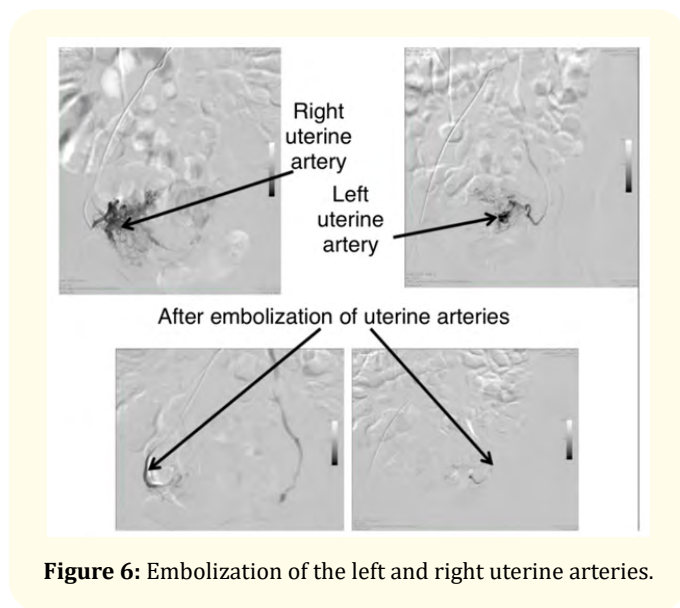 Right
uterine
artery
Left
uterine
artery
After embolization of uterine arteries
Figure 6: Embolization of the left and right uterine arteries.